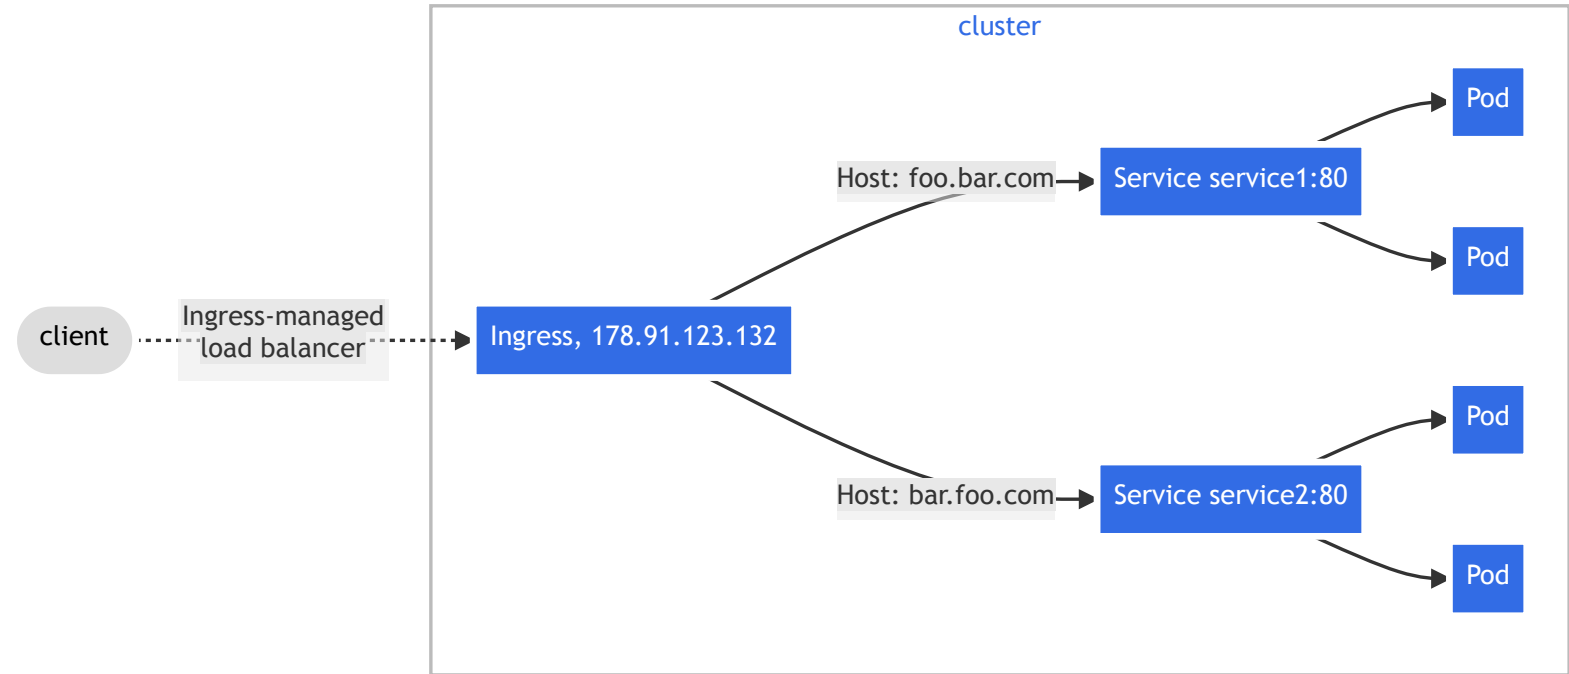 cluster
client
Ingress-managed
load balancer
Ingress, 178.91.123.132
Host: foo.bar.com
Service service1:80
Pod
Pod
Host: bar.foo.com
Service service2:80
Pod
Pod